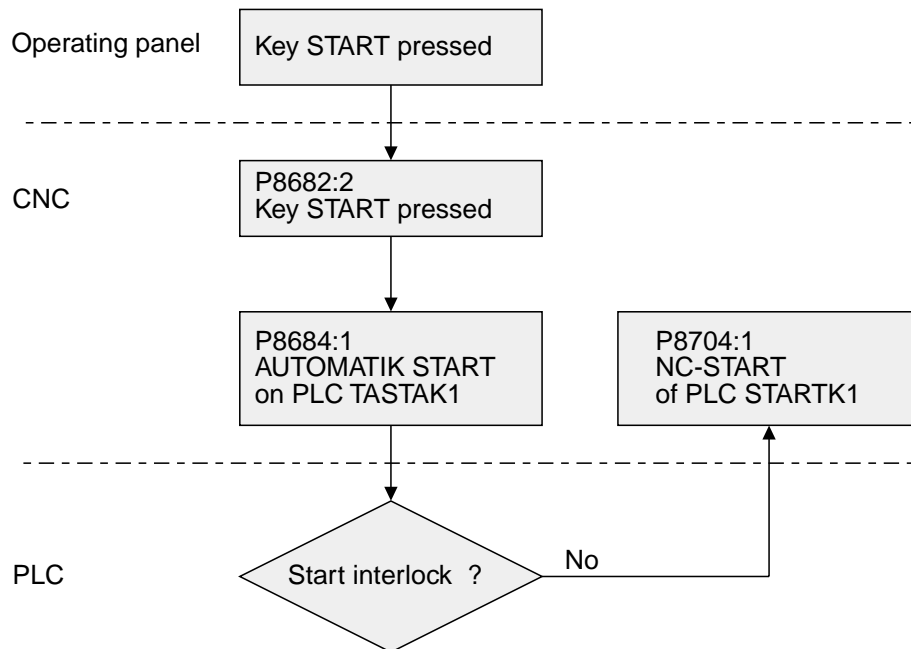 Operating panel
Key START pressed
CNC
P8682:2
Key START pressed
P8684:1
AUTOMATIK START
on PLC TASTAK1
P8704:1
NC-START
of PLC STARTK1
PLC
Start interlock ?
No